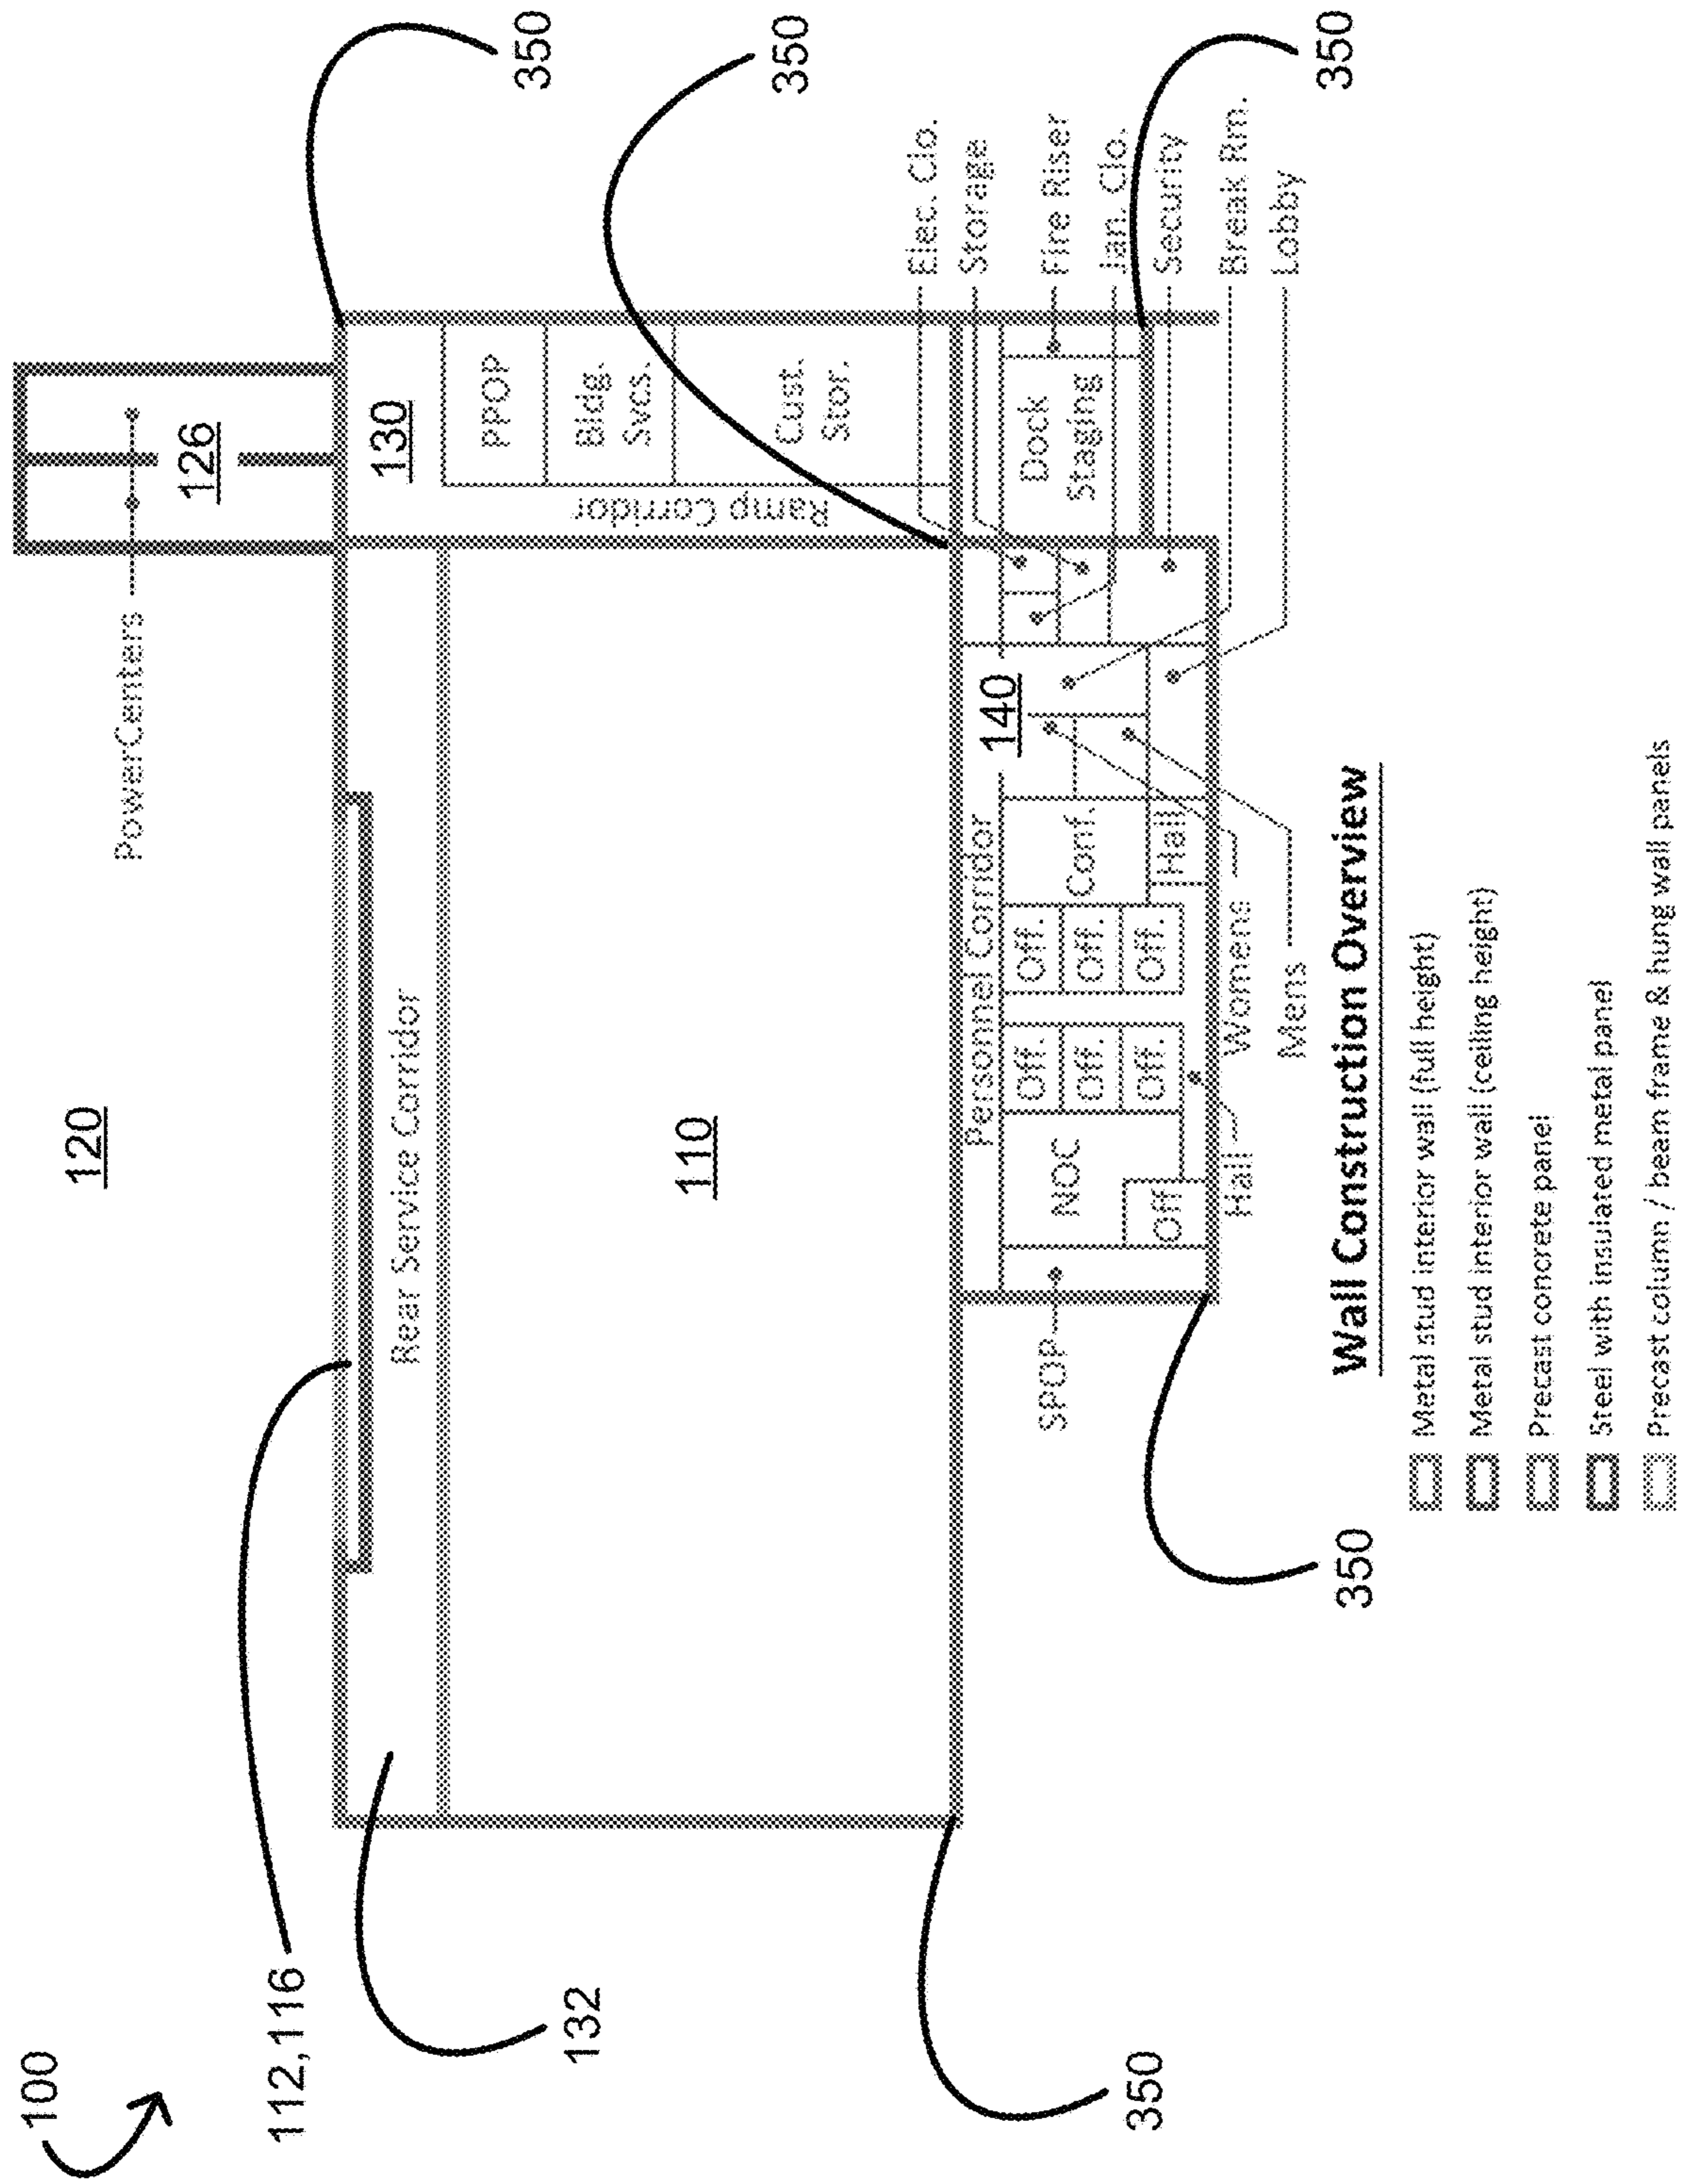 100
112,116
132
120
PowerCenters
126
350
Rear Service Corridor
130
PPOP
Bldg.
Svcs.
Cust.
Stor.
Ramp Corridor
110
350
350
Personnel Corridor
140
Dock
Staging
Elec. Clo.
Storage
Fire Riser
Jan. Clo.
Security
Break Rm.
Lobby
350
SPOP
NOC
Off
Off.
Off.
Off.
Off.
Off.
Off.
Conf.
Hall
Hall
Womens
Mens
350
Wall Construction Overview
Metal stud interior wall (full height)
Metal stud interior wall (ceiling height)
Precast concrete panel
Steel with insulated metal panel
Precast column / beam frame & hung wall panels